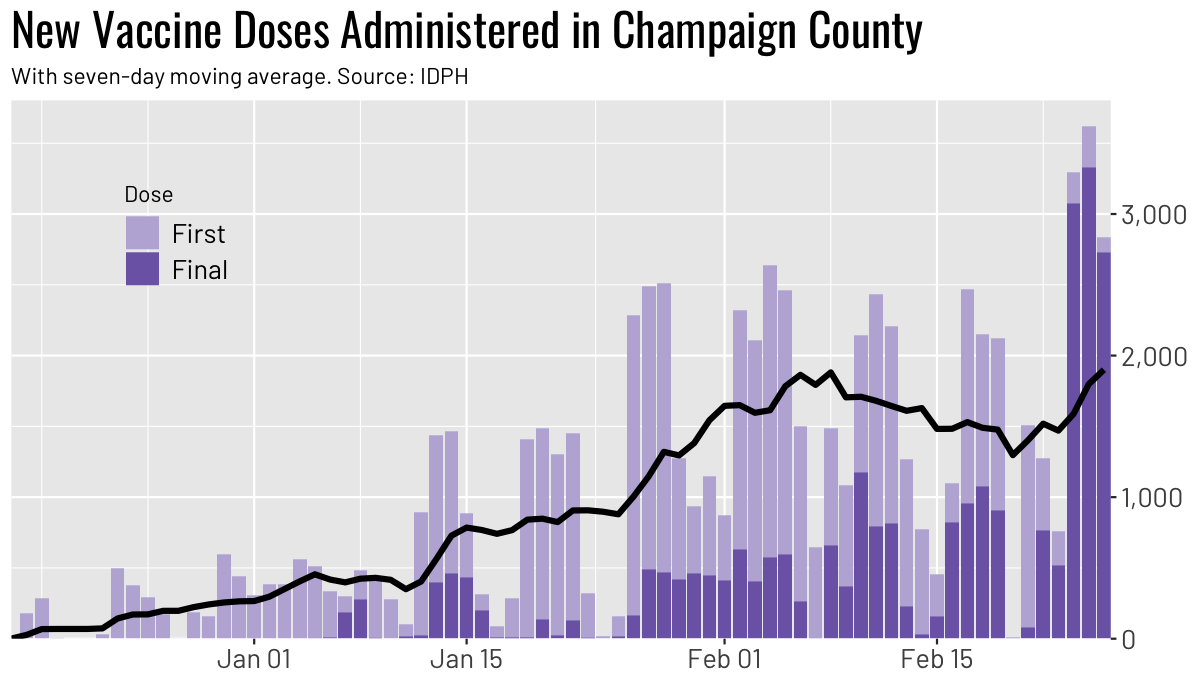 New Vaccine Doses Administered in Champaign County
With seven-day moving average. Source: IDPH
Dose
First
Final
3,000
2,000
1,000
0
Jan 01 Jan 15 Feb 01 Feb 15